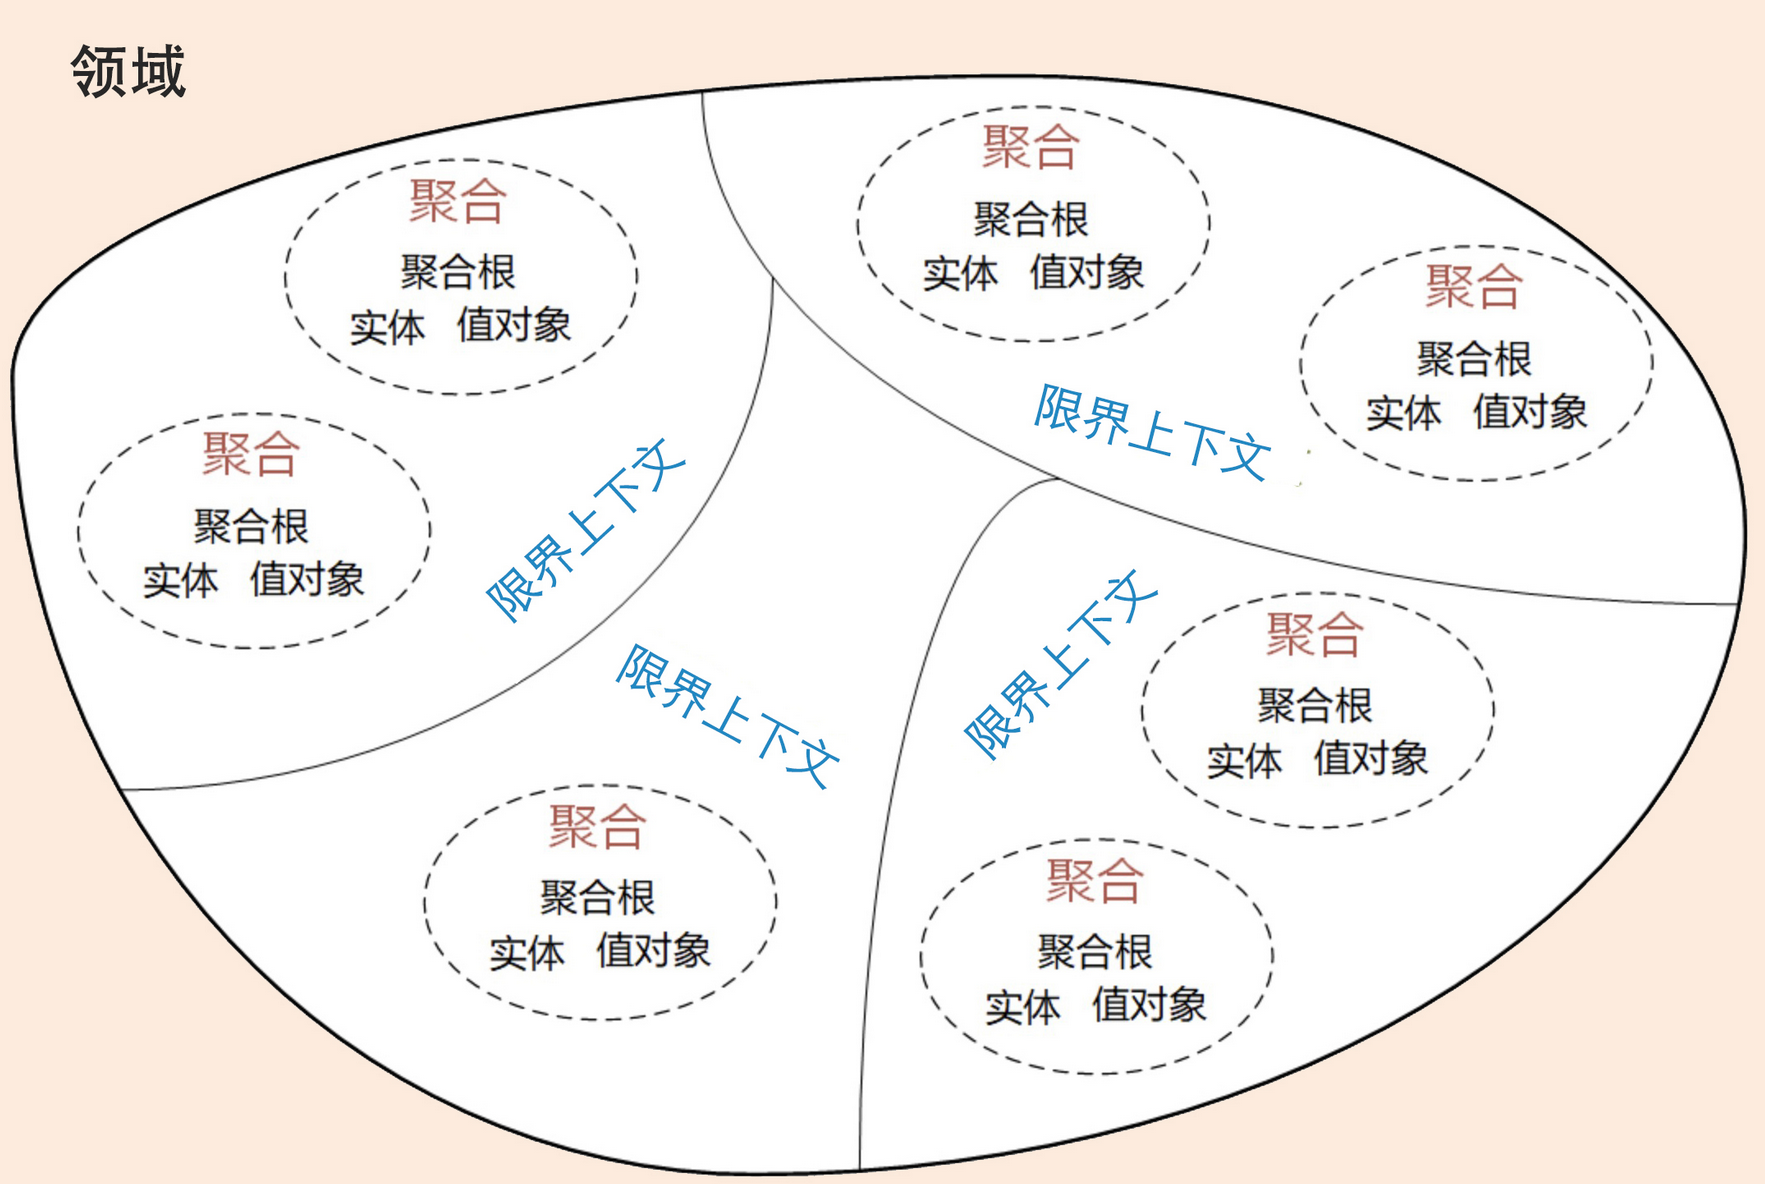 领域
聚合
聚合根
实体 值对象
聚合
聚合根
实体 值对象
限界上下文
聚合
聚合根
实体 值对象
聚合
聚合根
实体 值对象
限界上下文
限界上下文
聚合
聚合根
实体 值对象
限界上下文
聚合
聚合根
实体 值对象
聚合
聚合根
实体 值对象